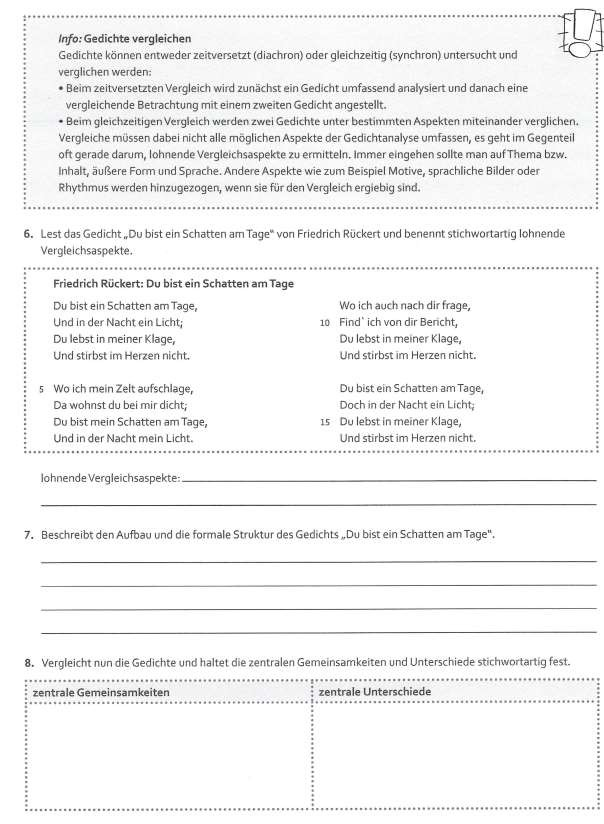 Info: Gedichte vergleichen
Gedichte können entweder zeitversetzt (diachron) oder gleichzeitig (synchron) untersucht und
verglichen werden:
• Beim zeitversetzten Vergleich wird zunächst ein Gedicht umfassend analysiert und danach eine
vergleichende Betrachtung mit einem zweiten Gedicht angestellt.
• Beim gleichzeitigen Vergleich werden zwei Gedichte unter bestimmten Aspekten miteinander verglichen.
Vergleiche müssen dabei nicht alle möglichen Aspekte der Gedichtanalyse umfassen, es geht im Gegenteil
oft gerade darum, lohnende Vergleichsaspekte zu ermitteln. Immer eingehen sollte man auf Thema bzw.
Inhalt, äußere Form und Sprache. Andere Aspekte wie zum Beispiel Motive, sprachliche Bilder oder
Rhythmus werden hinzugezogen, wenn sie für den Vergleich ergiebig sind.
6. Lest das Gedicht „Du bist ein Schatten am Tage“ von Friedrich Rückert und benennt stichwortartig lohnende
Vergleichsaspekte.
Friedrich Rückert: Du bist ein Schatten am Tage
Du bist ein Schatten am Tage,
Und in der Nacht ein Licht;
Du lebst in meiner Klage,
Und stirbst im Herzen nicht.
5 Wo ich mein Zelt aufschlage,
Da wohnst du bei mir dicht;
Du bist mein Schatten am Tage,
Und in der Nacht mein Licht.
Wo ich auch nach dir frage,
10 Find` ich von dir Bericht,
Du lebst in meiner Klage,
Und stirbst im Herzen nicht.
Du bist ein Schatten am Tage,
Doch in der Nacht ein Licht;
15 Du lebst in meiner Klage,
Und stirbst im Herzen nicht.
lohnende Vergleichsaspekte:
7. Beschreibt den Aufbau und die formale Struktur des Gedichts „Du bist ein Schatten am Tage“.
8. Vergleicht nun die Gedichte und haltet die zentralen Gemeinsamkeiten und Unterschiede stichwortartig fest.
zentrale Gemeinsamkeiten
zentrale Unterschiede